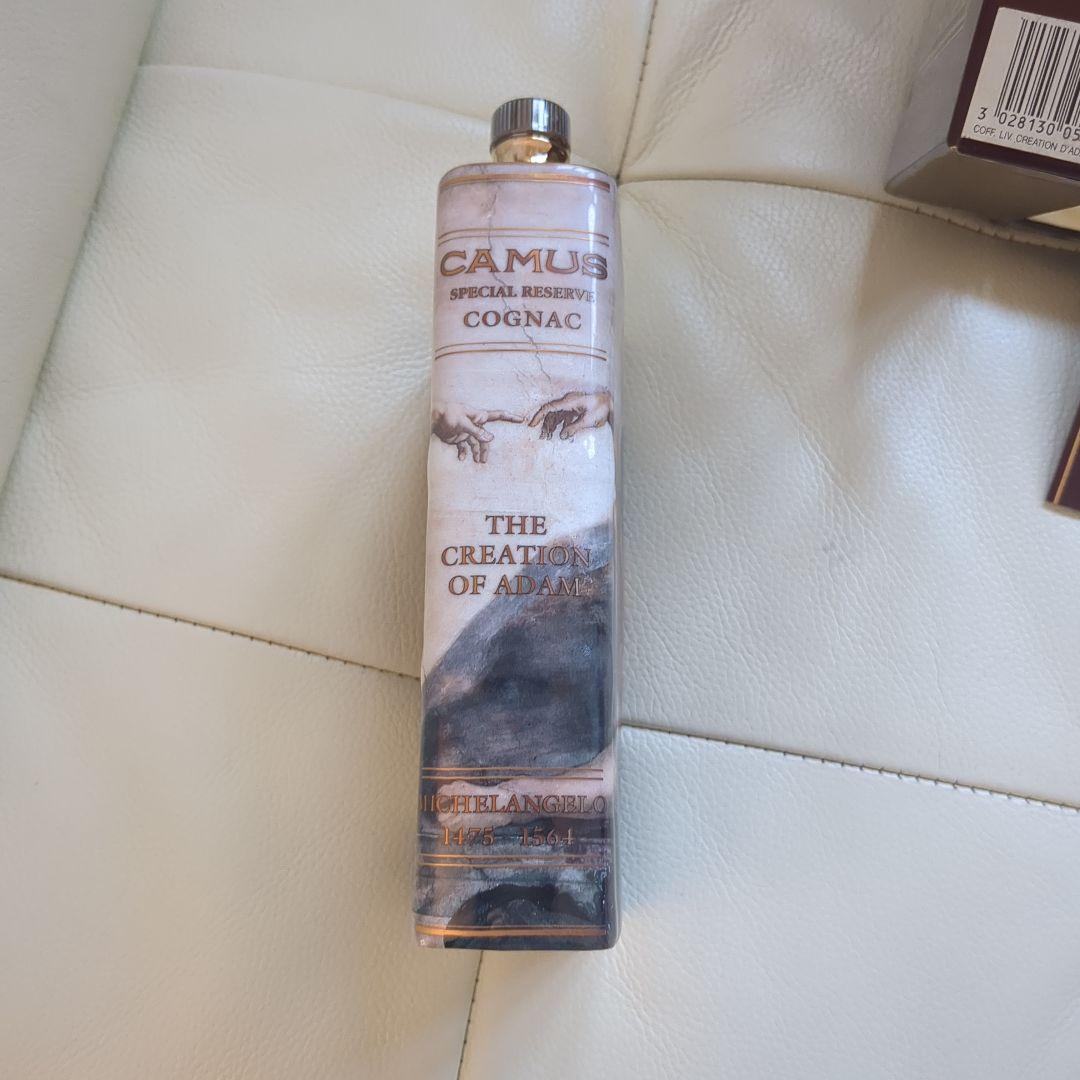 CAMUS
SPECIAL RESERVE
COGNAC
THE
CREATION
OF ADAM
MICHELANGELO
1475 - 1564
3 028130 05
COFF. LIV. CREATION D'AD